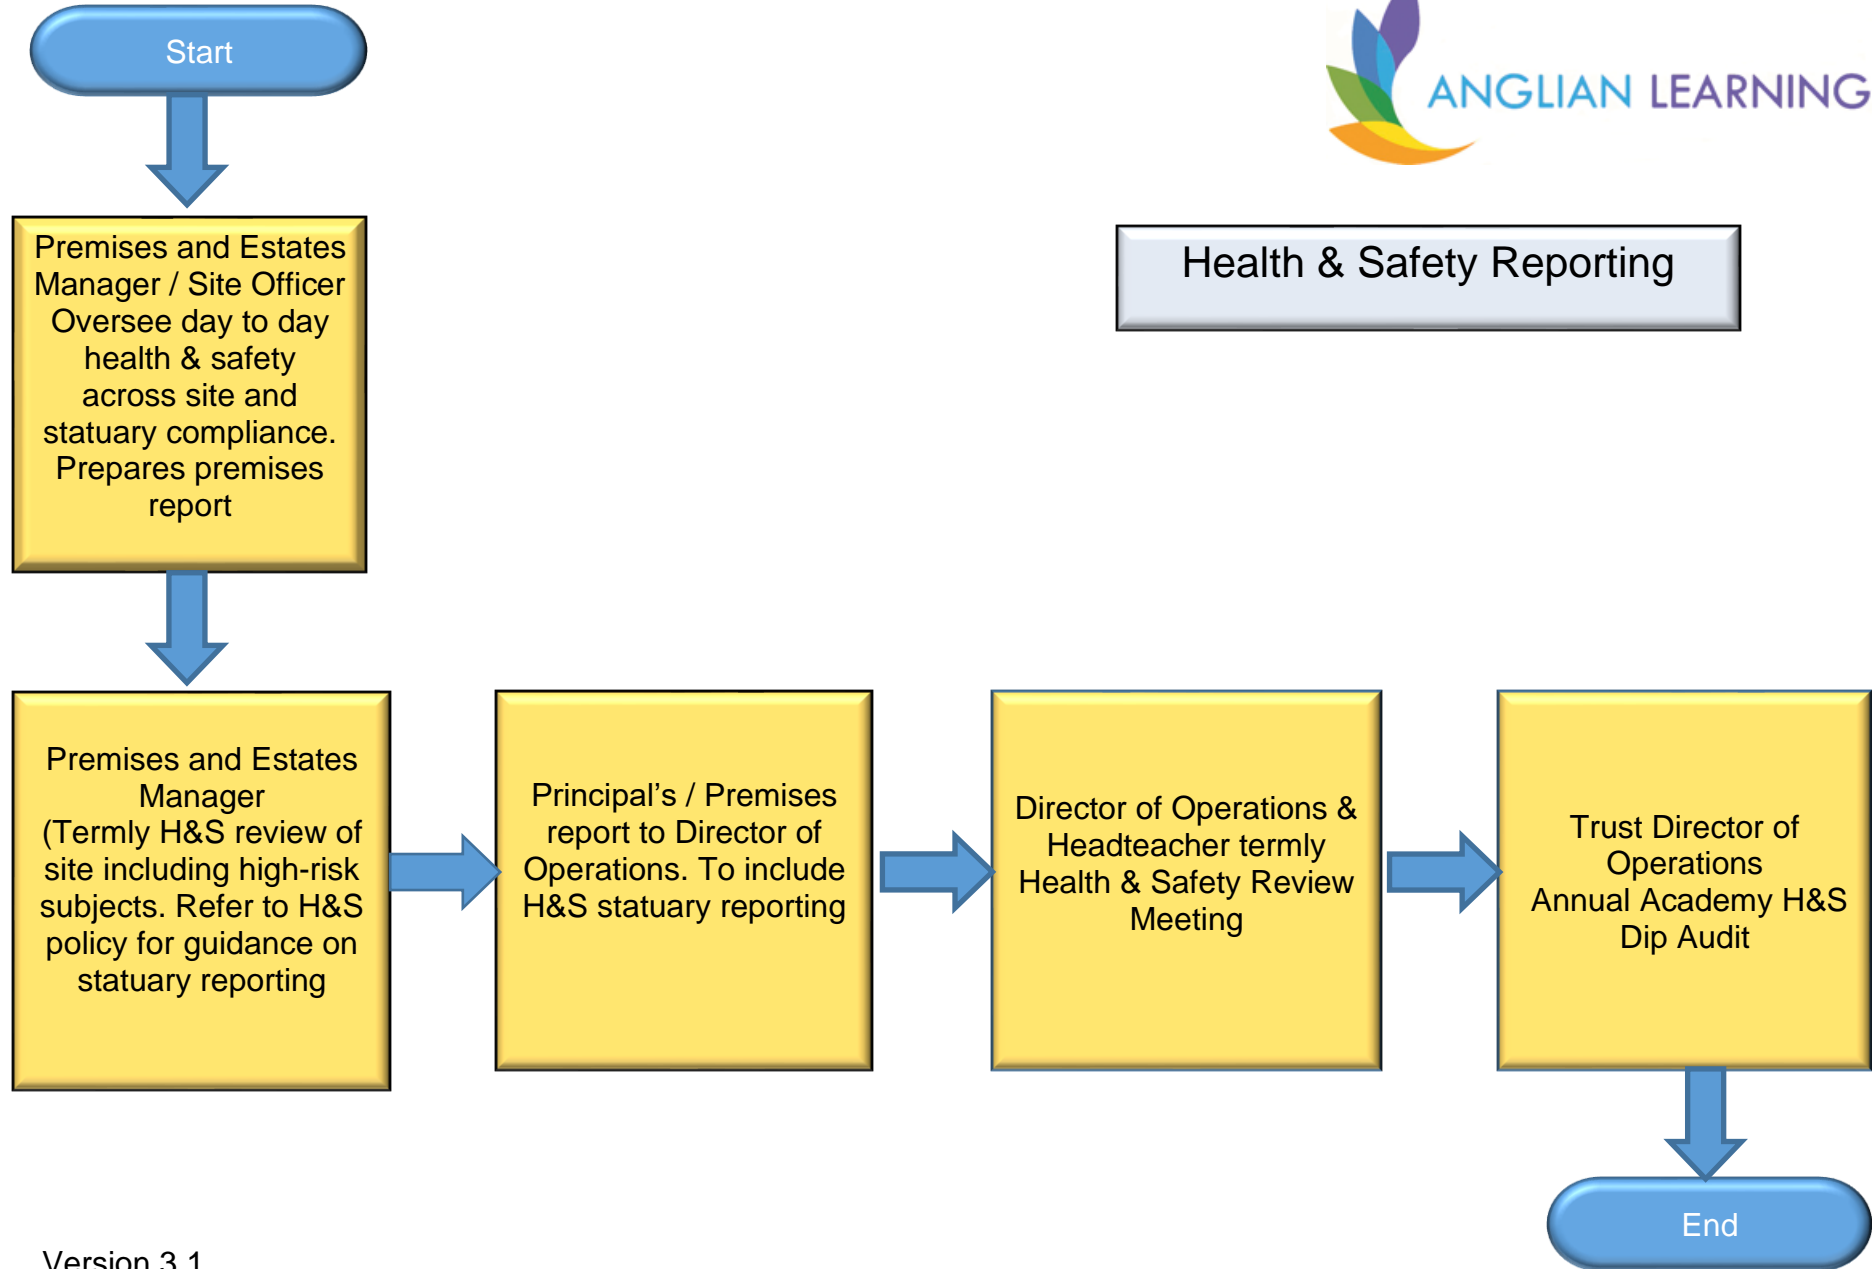 Start
ANGLIAN LEARNING
Health & Safety Reporting
Premises and Estates
Manager / Site Officer
Oversee day to day
health & safety
across site and
statuary compliance.
Prepares premises
report
Premises and Estates
Manager
(Termly H&S review of
site including high-risk
subjects. Refer to H&S
policy for guidance on
statuary reporting
Principal’s / Premises
report to Director of
Operations. To include
H&S statuary reporting
Director of Operations &
Headteacher termly
Health & Safety Review
Meeting
Trust Director of
Operations
Annual Academy H&S
Dip Audit
End
Version 3.1